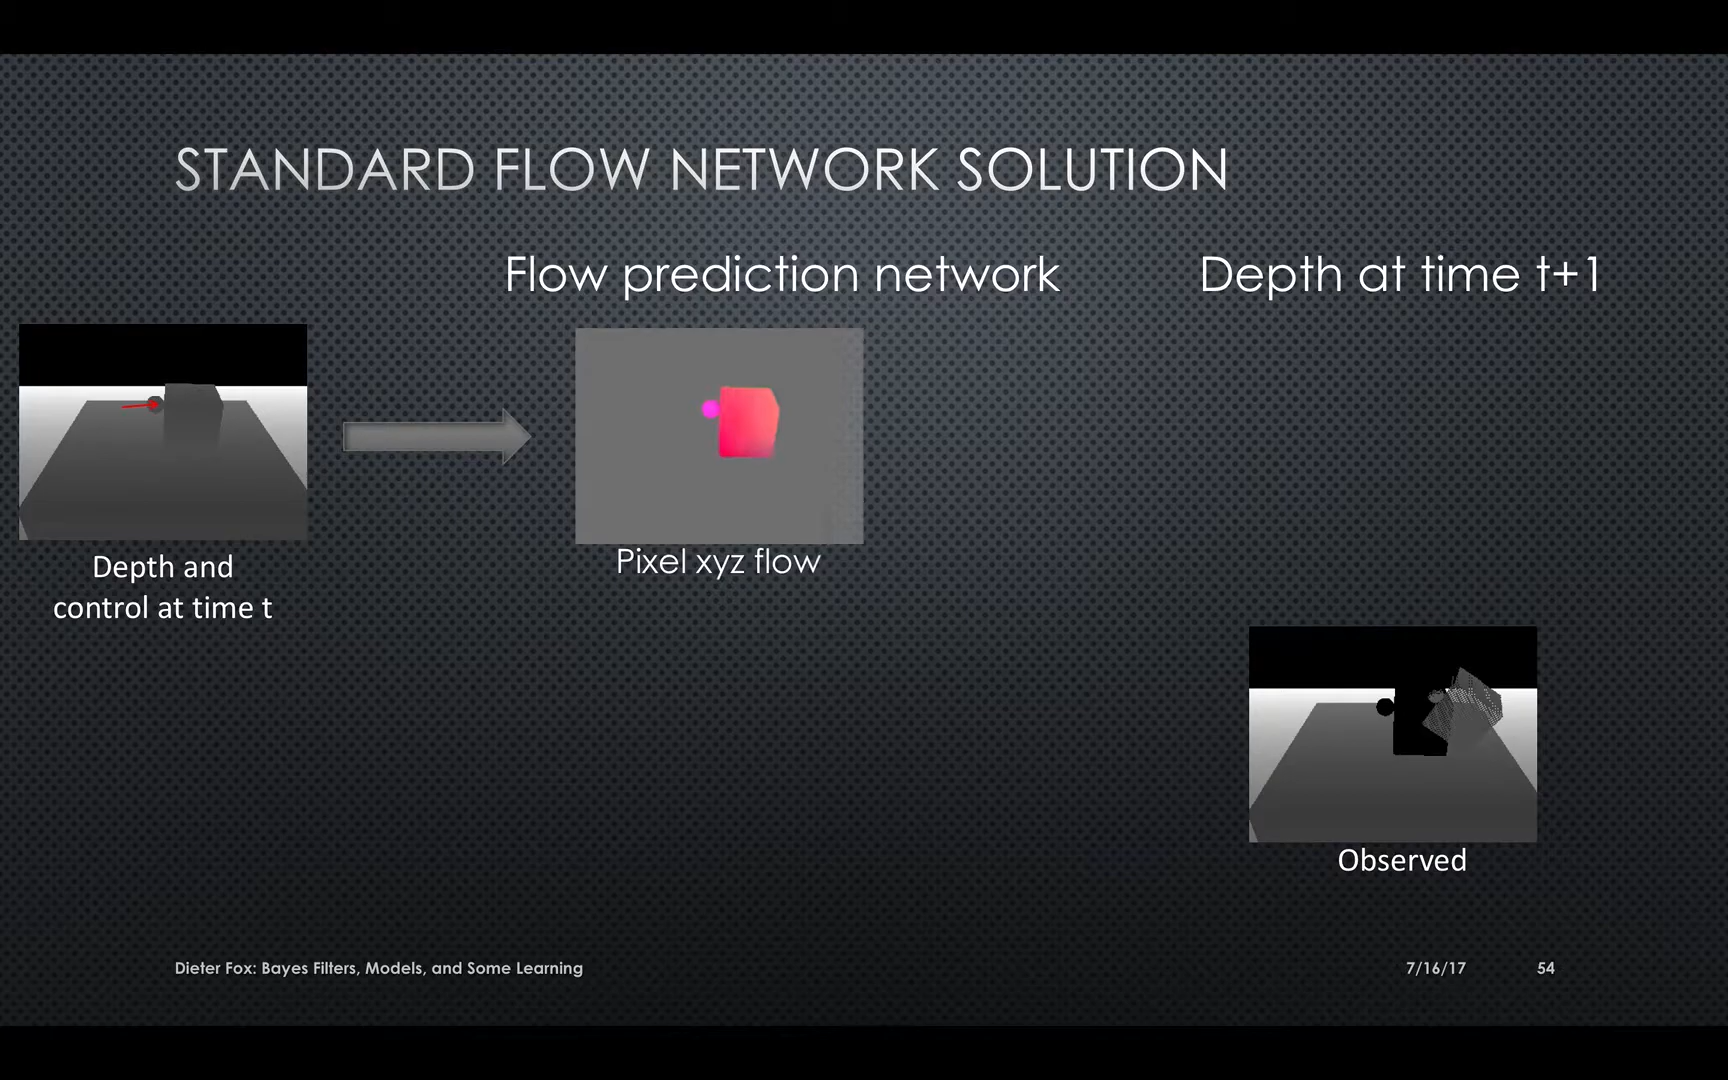 STANDARD FLOW NETWORK SOLUTION
Flow prediction network
Depth at time t+1
Depth and
control at time t
Pixel xyz flow
Observed
Dieter Fox: Bayes Filters, Models, and Some Learning
7/16/17
54